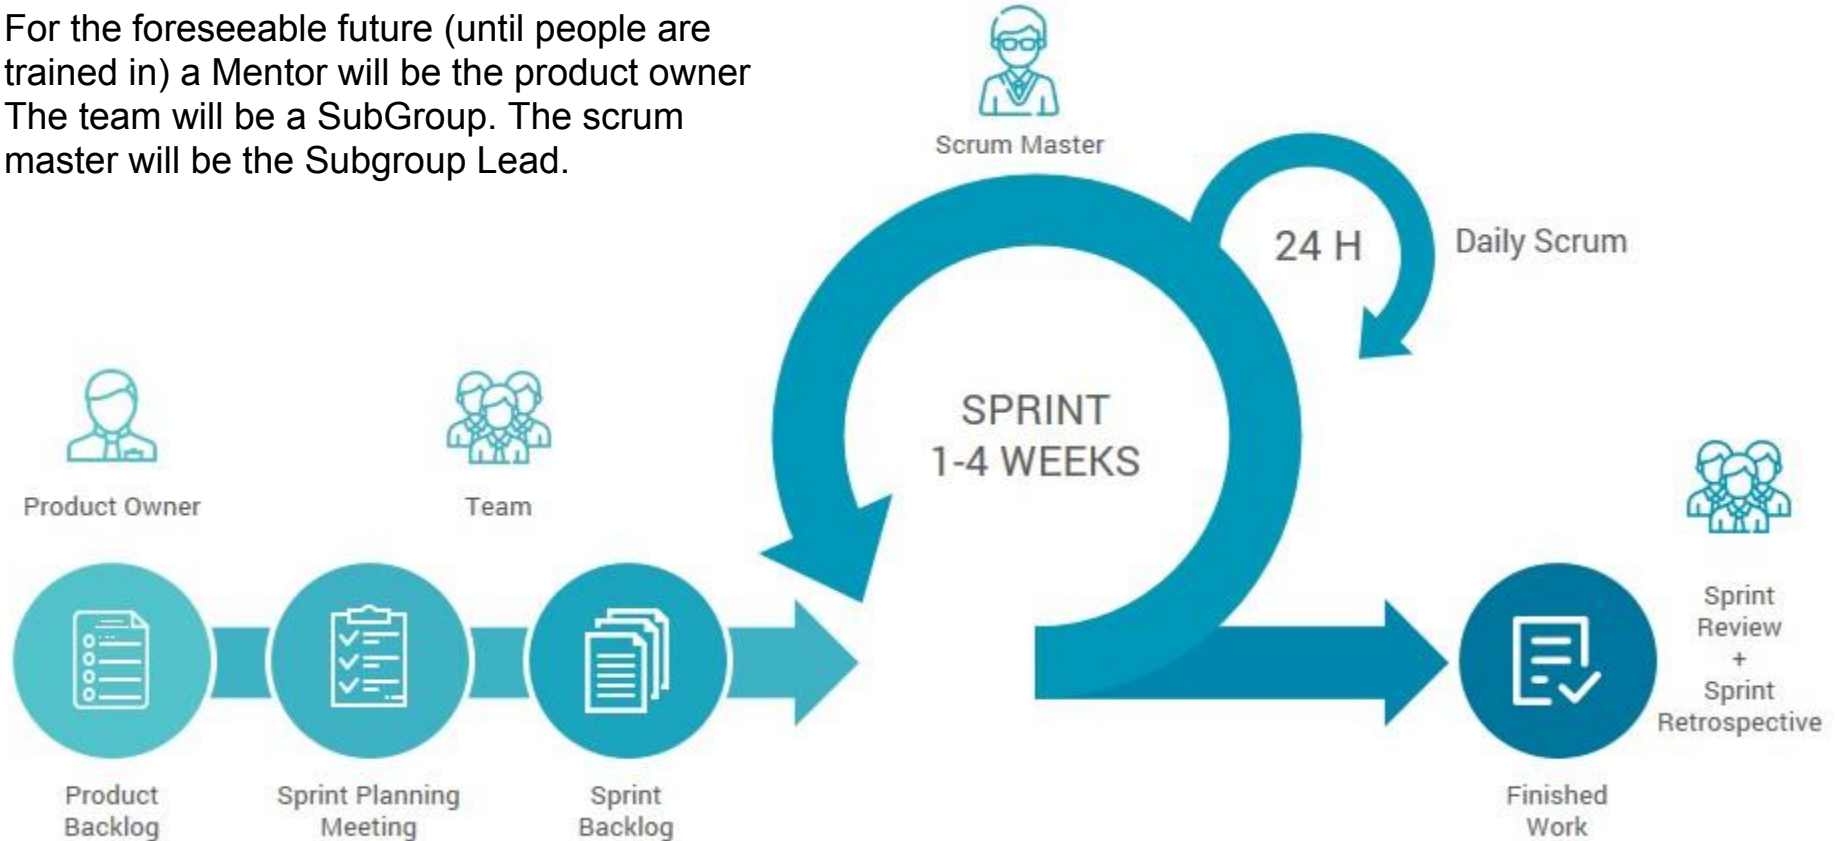 For the foreseeable future (until people are
trained in) a Mentor will be the product owner
The team will be a SubGroup. The scrum
master will be the Subgroup Lead.
Scrum Master
24 H
Daily Scrum
SPRINT
1-4 WEEKS
Product Owner
Team
Sprint
Review
+
Sprint
Retrospective
Product
Backlog
Sprint Planning
Meeting
Sprint
Backlog
Finished
Work